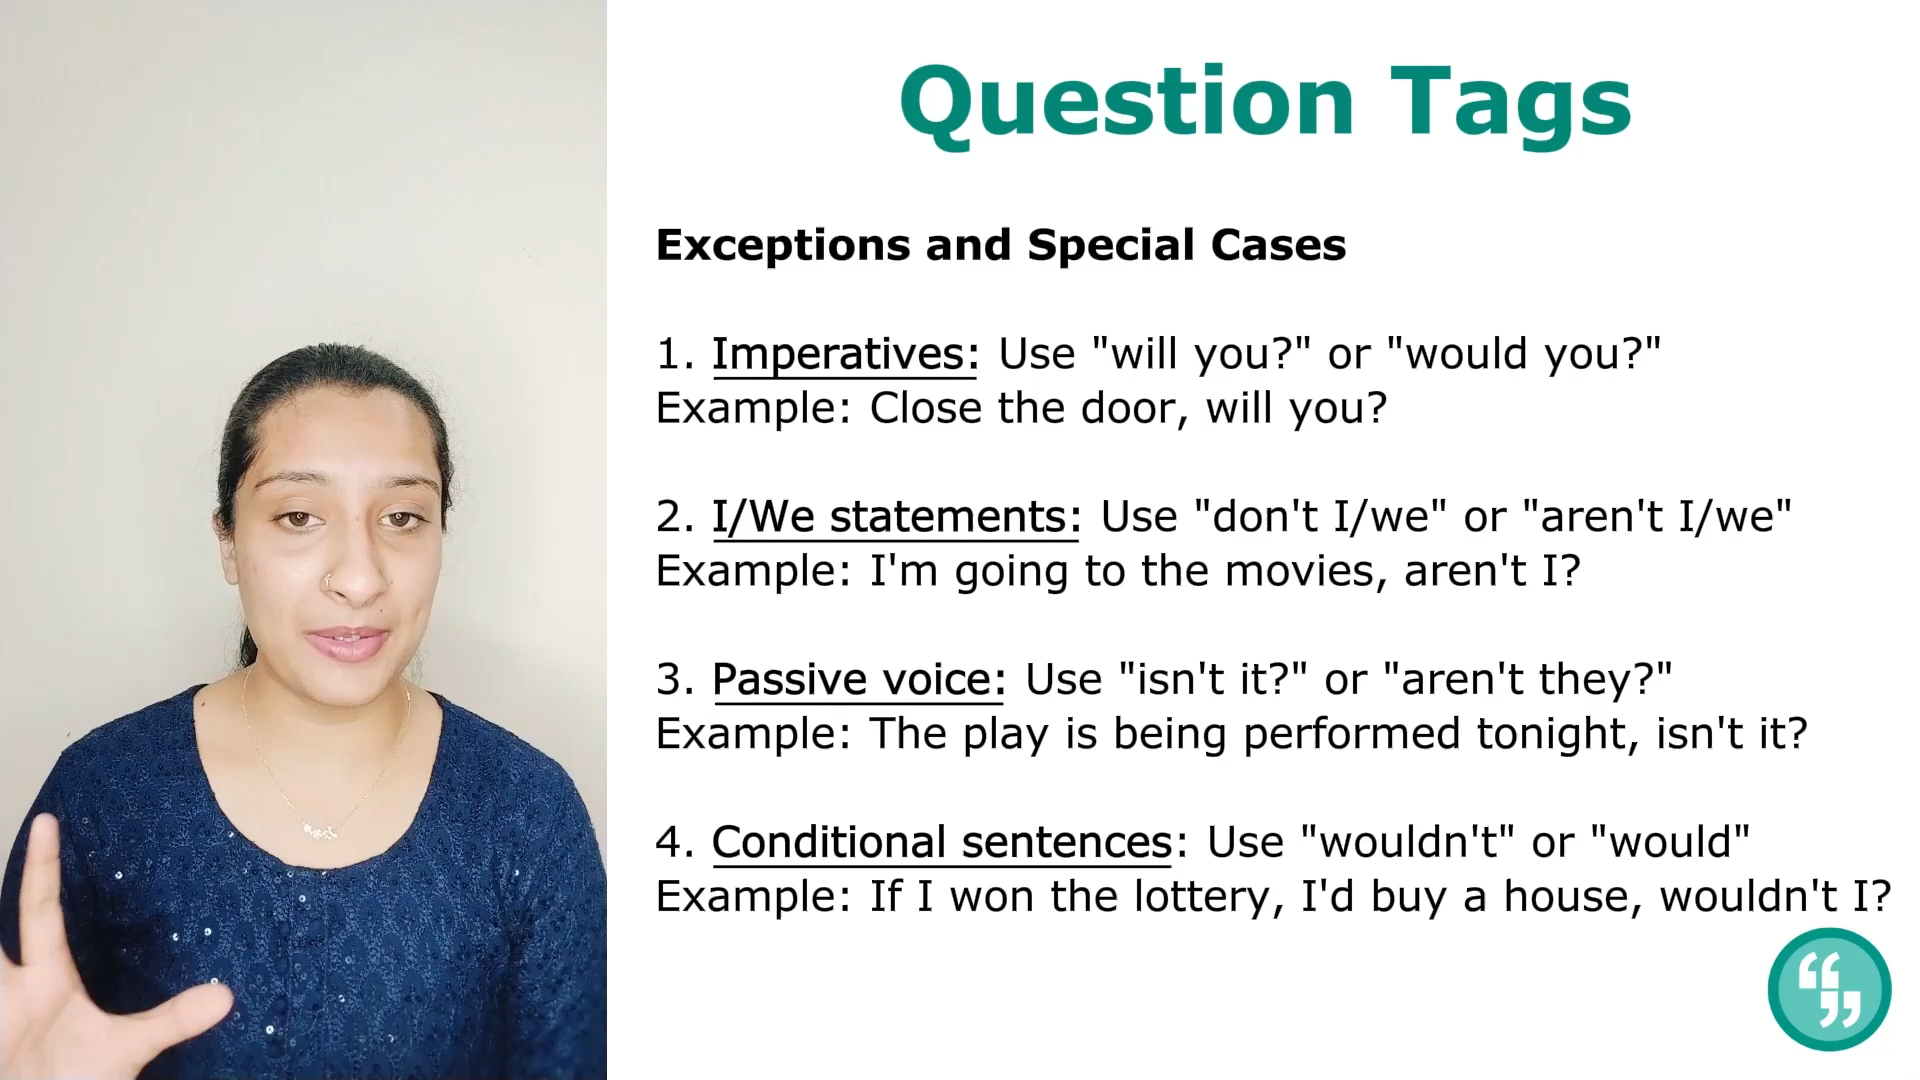 Question Tags
Exceptions and Special Cases
1. Imperatives: Use "will you?" or "would you?"
Example: Close the door, will you?
2. I/We statements: Use "don't I/we" or "aren't I/we"
Example: I'm going to the movies, aren't I?
3. Passive voice: Use "isn't it?" or "aren't they?"
Example: The play is being performed tonight, isn't it?
4. Conditional sentences: Use "wouldn't" or "would"
Example: If I won the lottery, I'd buy a house, wouldn't I?